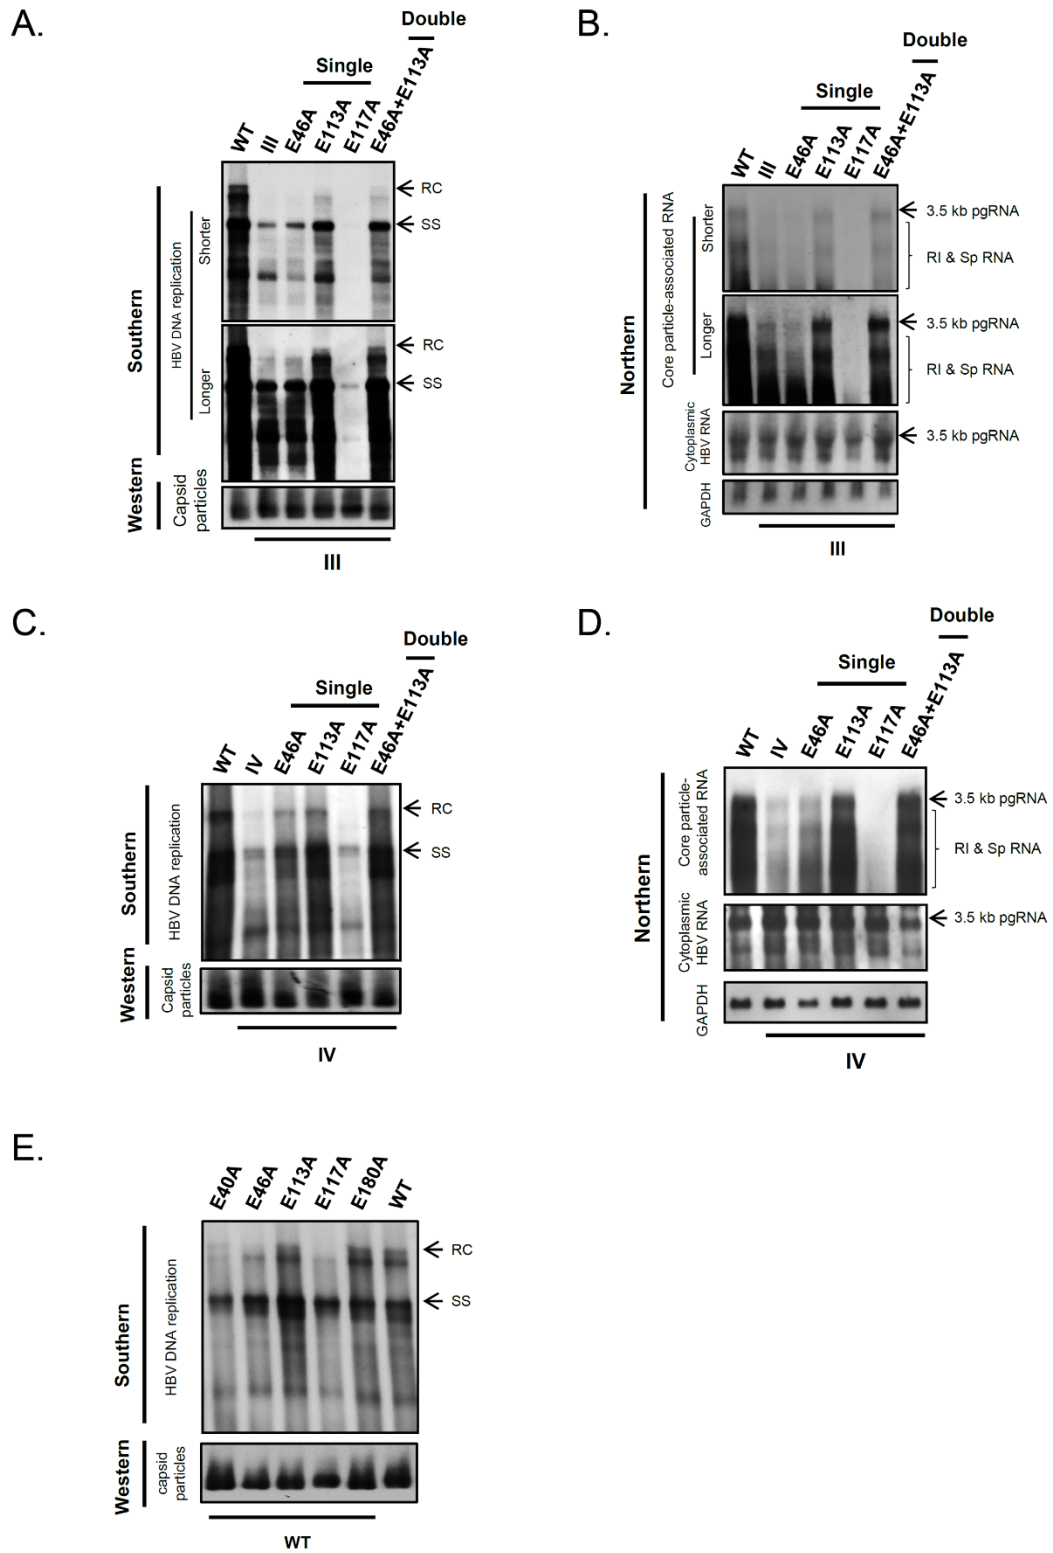 A.
Double
Single
WT
III
E46A
E113A
E117A
E46A+E113A
Southern
HBV DNA replication
Shorter
Longer
RC
SS
RC
SS
Western
Capsid
particles
III
B.
Double
Single
WT
III
E46A
E113A
E117A
E46A+E113A
Northern
Core particle-associated RNA
Shorter
Longer
3.5 kb pgRNA
RI & Sp RNA
3.5 kb pgRNA
RI & Sp RNA
Cytoplasmic
HBV RNA
3.5 kb pgRNA
GAPDH
III
C.
Double
Single
WT
IV
E46A
E113A
E117A
E46A+E113A
Southern
HBV DNA replication
RC
SS
Western
Capsid
particles
IV
D.
Double
Single
WT
IV
E46A
E113A
E117A
E46A+E113A
Northern
Core particle-
associated RNA
3.5 kb pgRNA
RI & Sp RNA
Cytoplasmic
HBV RNA
3.5 kb pgRNA
GAPDH
IV
E.
E40A
E46A
E113A
E117A
E180A
WT
Southern
HBV DNA replication
RC
SS
Western
capsid
particles
WT